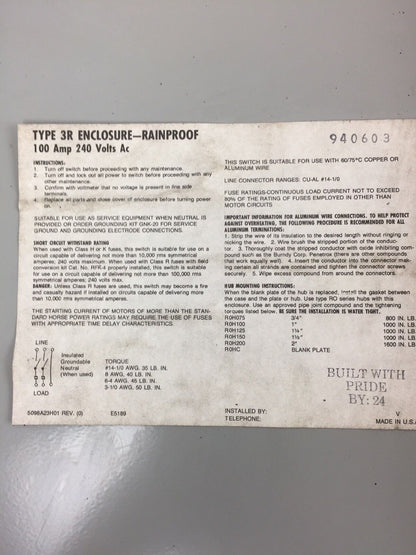 TYPE 3R ENCLOSURE—RAINPROOF
100 Amp 240 Volts Ac
INSTRUCTIONS:
1. Turn off switch before proceeding with any maintenance.
2. Turn off and lock out all power to switch before proceeding with any
other maintenance.
3. Confirm with voltmeter that no voltage is present in line side
terminals.
4. Replace all parts and close cover of enclosure before turning power
on.
SUITABLE FOR USE AS SERVICE EQUIPMENT WHEN NEUTRAL IS
PROVIDED OR ORDER GROUNDING KIT GNK-20 FOR SERVICE
GROUND AND GROUNDING ELECTRODE CONNECTIONS.
SHORT CIRCUIT WITHSTAND RATING
When used with Class H or K fuses, this switch is suitable for use on a
circuit capable of delivering not more than 10,000 rms symmetrical
amperes, 240 volts maximum. When used with Class R fuses with field
conversion kit Cat. No. RFK-4 properly installed, this switch is suitable
for use on a circuit capable of delivering not more than 100,000 rms
symmetrical amperes.
DANGER: Unless Class R fuses are used, this switch may become a fire
and casualty hazard if installed on circuits capable of delivering more
than 10,000 rms symmetrical amperes.
THE STARTING CURRENT OF MOTORS OF MORE THAN THE STAN-
DARD HORSE POWER RATINGS MAY REQUIRE THE USE OF FUSES
WITH APPROPRIATE TIME DELAY CHARACTERISTICS.
LINE
LOAD
Insulated
Groundable
Neutral
(When used)
TORQUE
#14-1/0 AWG. 35 LB. IN.
8 AWG. 40 LB. IN.
6-4 AWG. 45 LB. IN.
3-1/0 AWG. 50 LB. IN.
5098A23H01 REV. (0) E5189
940603
THIS SWITCH IS SUITABLE FOR USE WITH 60/75°C COPPER OR
ALUMINUM WIRE.
LINE CONNECTOR RANGES: CU-AL #14-1/0
FUSE RATINGS-CONTINUOUS LOAD CURRENT NOT TO EXCEED
80% OF THE RATING OF FUSES EMPLOYED IN OTHER THAN
MOTOR CIRCUITS
IMPORTANT INFORMATION FOR ALUMINUM WIRE CONNECTIONS. TO HELP PROTECT
AGAINST OVERHEATING, THE FOLLOWING PROCEDURE IS RECOMMENDED FOR ALL
ALUMINUM TERMINATIONS:
1. Strip the wire of its insulation to the desired length without ringing or
nicking the wire. 2. Wire brush the stripped portion of the conduc-
tor. 3. Thoroughly coat the stripped conductor with oxide inhibiting com-
pound such as the Burndy Corp. Penetrox (there are other compounds
that work equally well). 4. Insert the conductor into the connector mak-
ing certain all strands are contained and tighten the connector screws
securely. 5. Wipe excess compound from around the connections.
HUB MOUNTING INSTRUCTIONS:
When the blank plate of the hub is replaced, install the gasket between
the case and the plate or hub. Use type RO series hubs with this
enclosure. Use an approved pipe joint compound and the tightening
torques listed below. BE SURE THE INSTALLATION IS WATER TIGHT.
R0H075 3/4" 800 IN. LB.
R0H100 1" 1000 IN. LB.
R0H125 1¼" 1000 IN. LB.
R0H150 1½" 1000 IN. LB.
R0H200 2" 1600 IN. LB.
R0HC BLANK PLATE
BUILT WITH
PRIDE
BY: 24
INSTALLED BY:
TELEPHONE:
MADE IN U.S.A